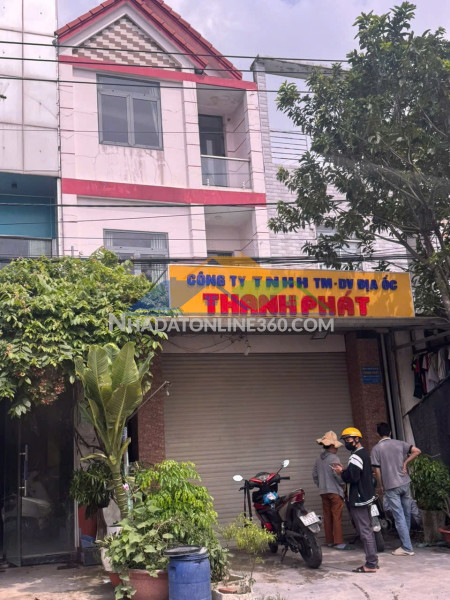 CÔNG TY TNHH TM-DV ĐỊA ỐC
THANH PHÁT
NHADATONLINE360.COM